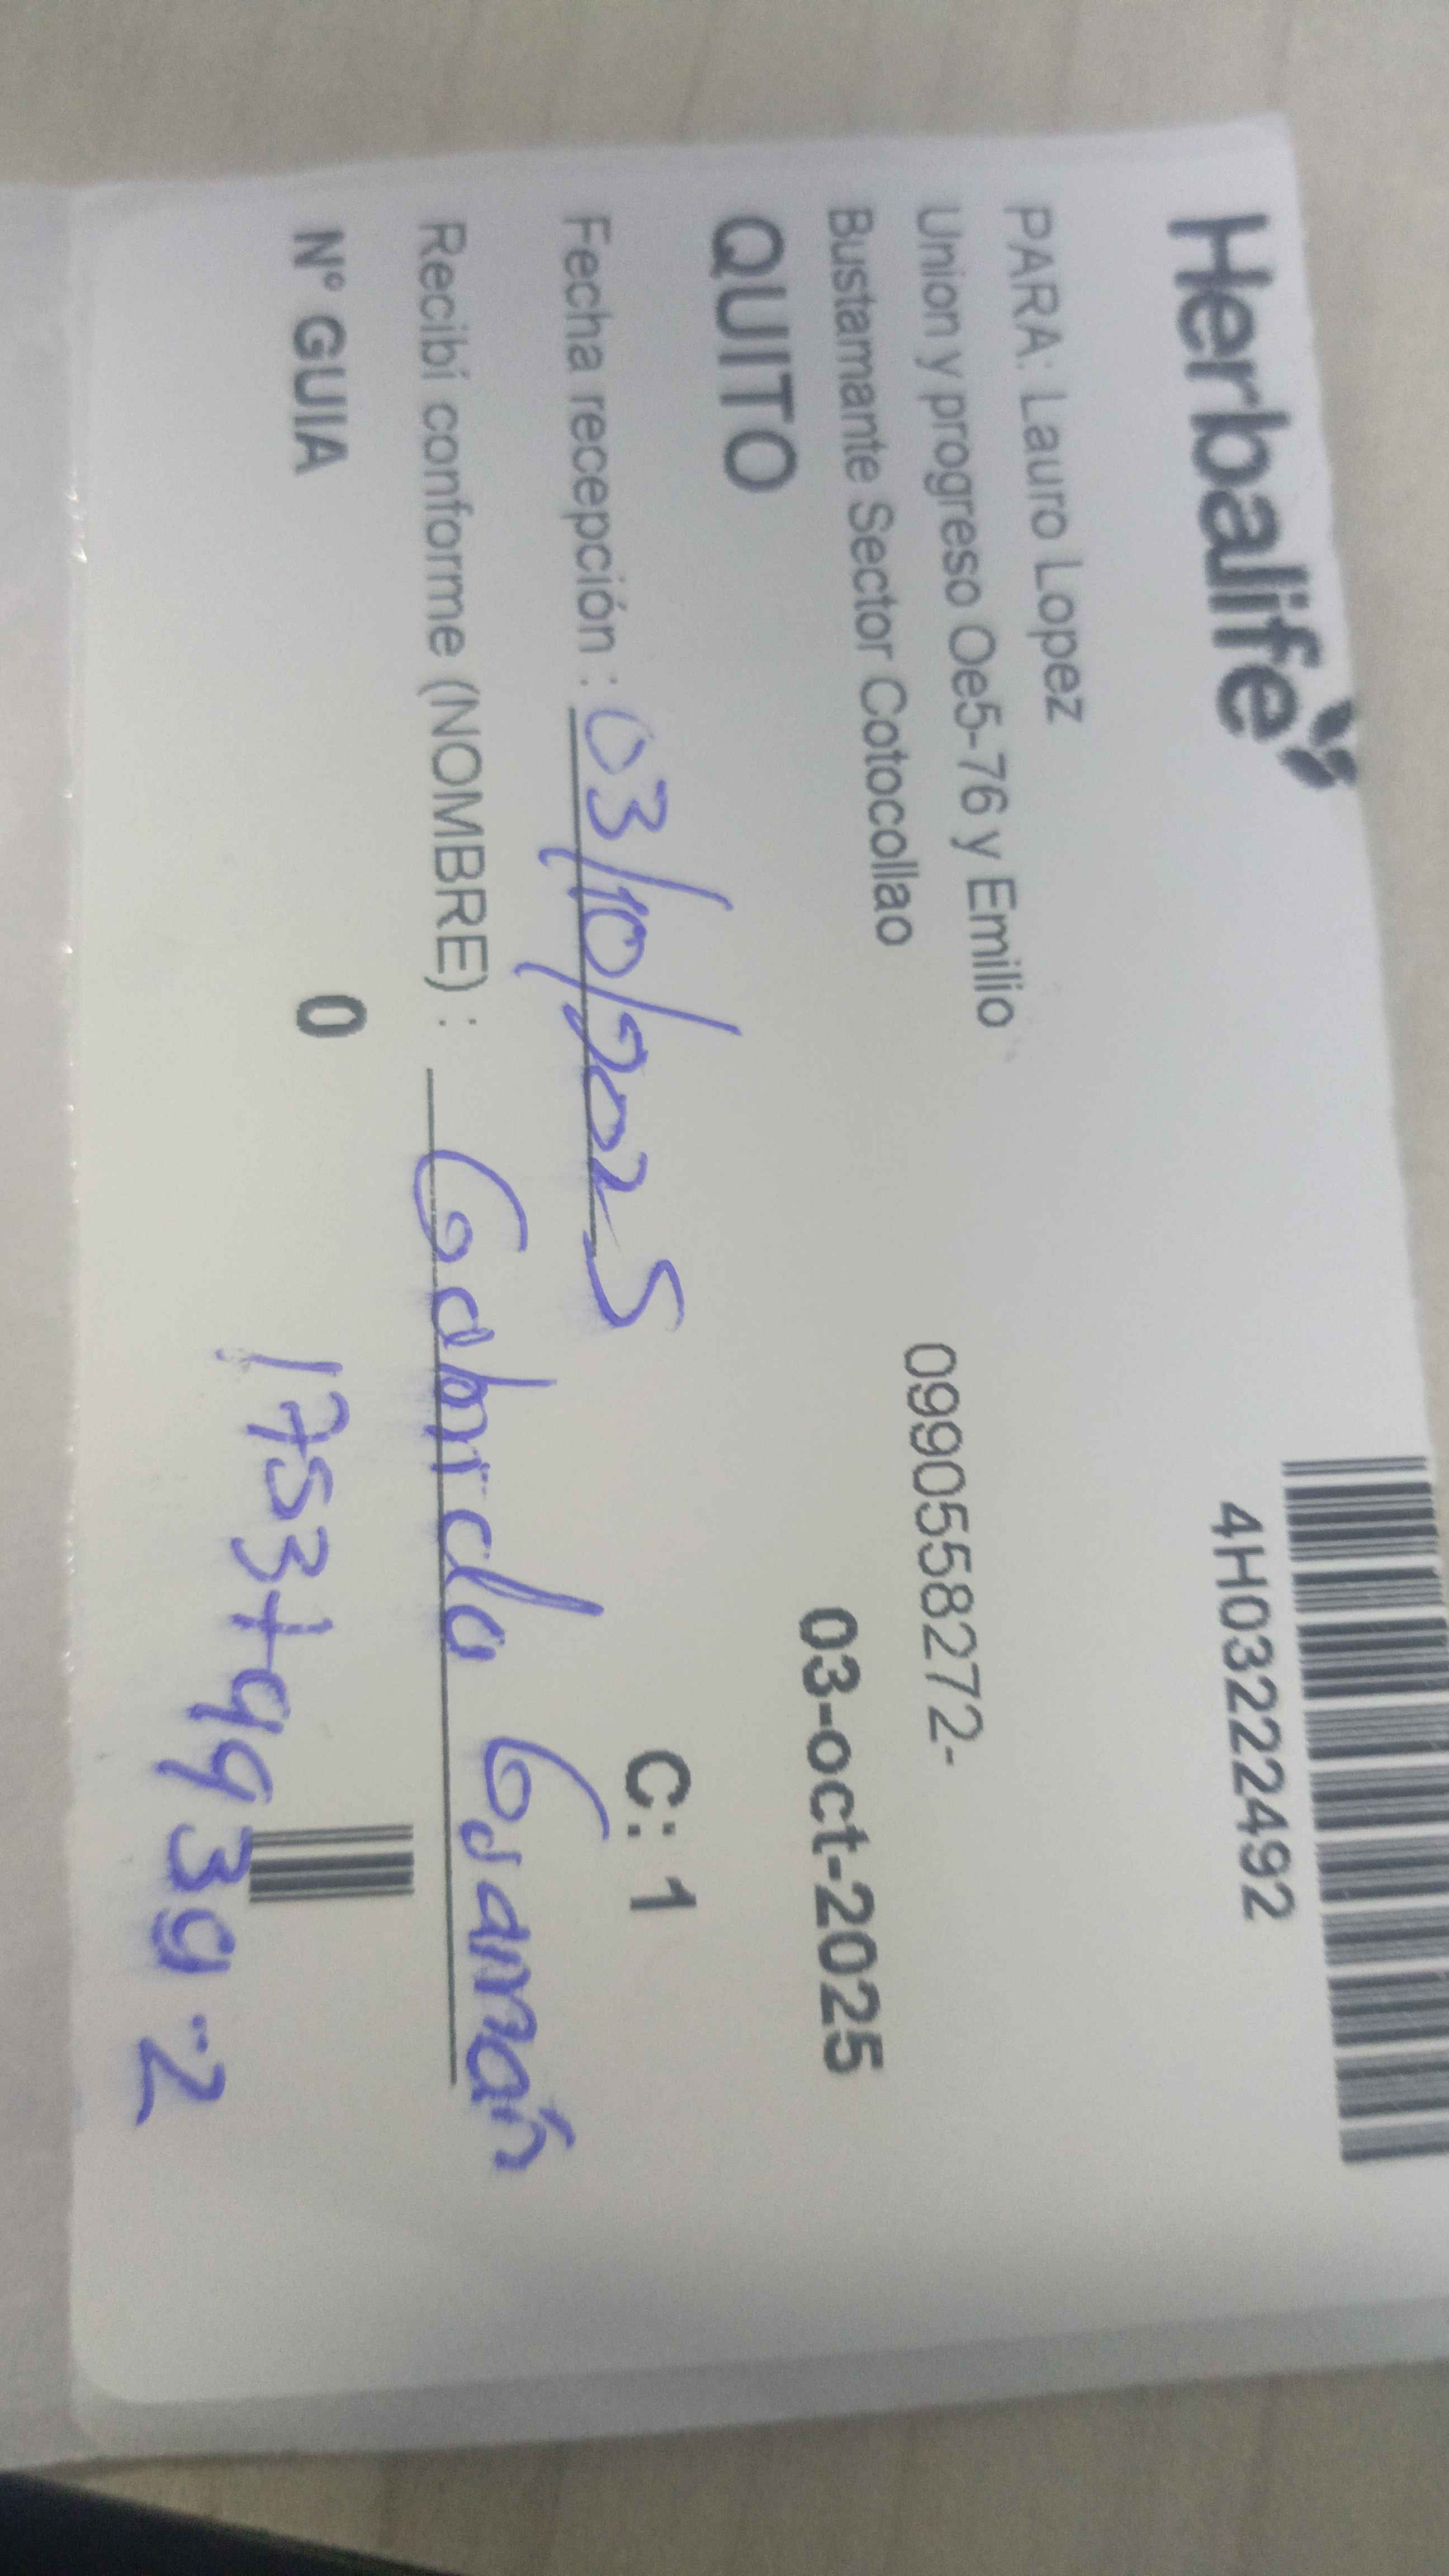 Herbalife
4H03222492
PARA: Lauro Lopez
Union y progreso Oe5-76 y Emilio
0990558272-
Bustamante Sector Cotocollao
03-oct-2025
QUITO
C: 1
Fecha recepción : 03/10/2025
Recibí conforme (NOMBRE) : Gabriela
Nº GUIA 0